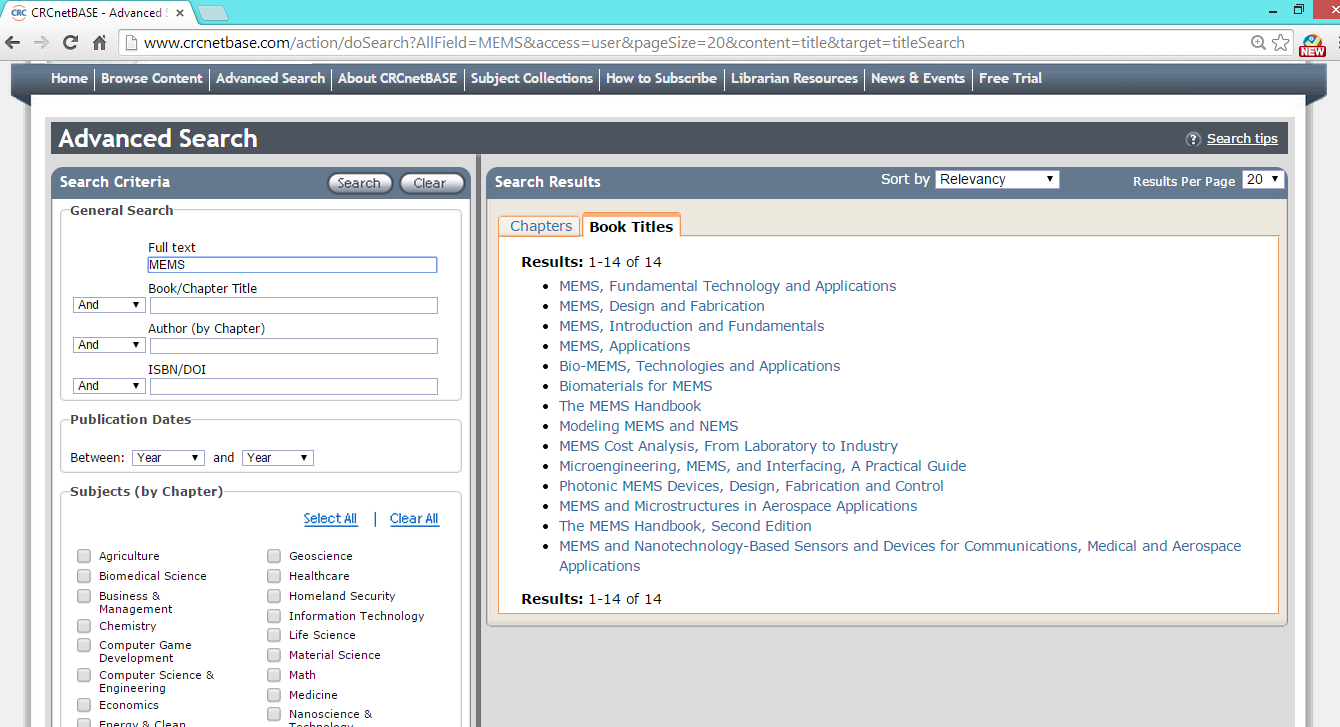 CRC CRCnetBASE - Advanced S
www.crcnetbase.com/action/doSearch?AllField=MEMS&access=user&pageSize=20&content=title&target=titleSearch
NEW
Home Browse Content Advanced Search About CRCnetBASE Subject Collections How to Subscribe Librarian Resources News & Events Free Trial
Advanced Search
? Search tips
Search Criteria
Search Clear
General Search
Full text
MEMS
Book/Chapter Title
And
Author (by Chapter)
And
ISBN/DOI
And
Publication Dates
Between: Year and Year
Subjects (by Chapter)
Select All | Clear All
Agriculture
Biomedical Science
Business &
Management
Chemistry
Computer Game
Development
Computer Science &
Engineering
Economics
Energy & Clean
Geoscience
Healthcare
Homeland Security
Information Technology
Life Science
Material Science
Math
Medicine
Nanoscience &
Technology
Search Results
Sort by Relevancy
Results Per Page 20
Chapters Book Titles
Results: 1-14 of 14
MEMS, Fundamental Technology and Applications
MEMS, Design and Fabrication
MEMS, Introduction and Fundamentals
MEMS, Applications
Bio-MEMS, Technologies and Applications
Biomaterials for MEMS
The MEMS Handbook
Modeling MEMS and NEMS
MEMS Cost Analysis, From Laboratory to Industry
Microengineering, MEMS, and Interfacing, A Practical Guide
Photonic MEMS Devices, Design, Fabrication and Control
MEMS and Microstructures in Aerospace Applications
The MEMS Handbook, Second Edition
MEMS and Nanotechnology-Based Sensors and Devices for Communications, Medical and Aerospace
Applications
Results: 1-14 of 14